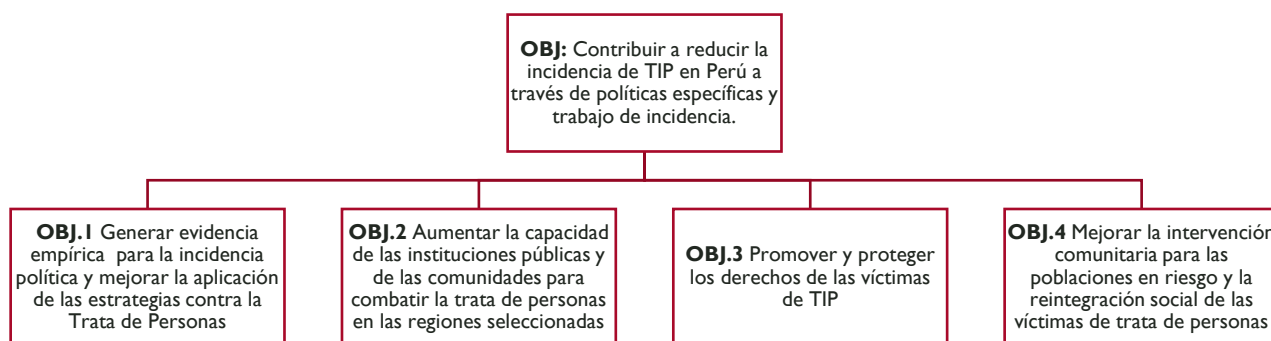 OBJ: Contribuir a reducir la
incidencia de TIP en Perú a
través de políticas específicas y
trabajo de incidencia.
OBJ.1 Generar evidencia
empírica para la incidencia
política y mejorar la aplicación
de las estrategias contra la
Trata de Personas
OBJ.2 Aumentar la capacidad
de las instituciones públicas y
de las comunidades para
combatir la trata de personas
en las regiones seleccionadas
OBJ.3 Promover y proteger
los derechos de las víctimas
de TIP
OBJ.4 Mejorar la intervención
comunitaria para las
poblaciones en riesgo y la
reintegración social de las
víctimas de trata de personas